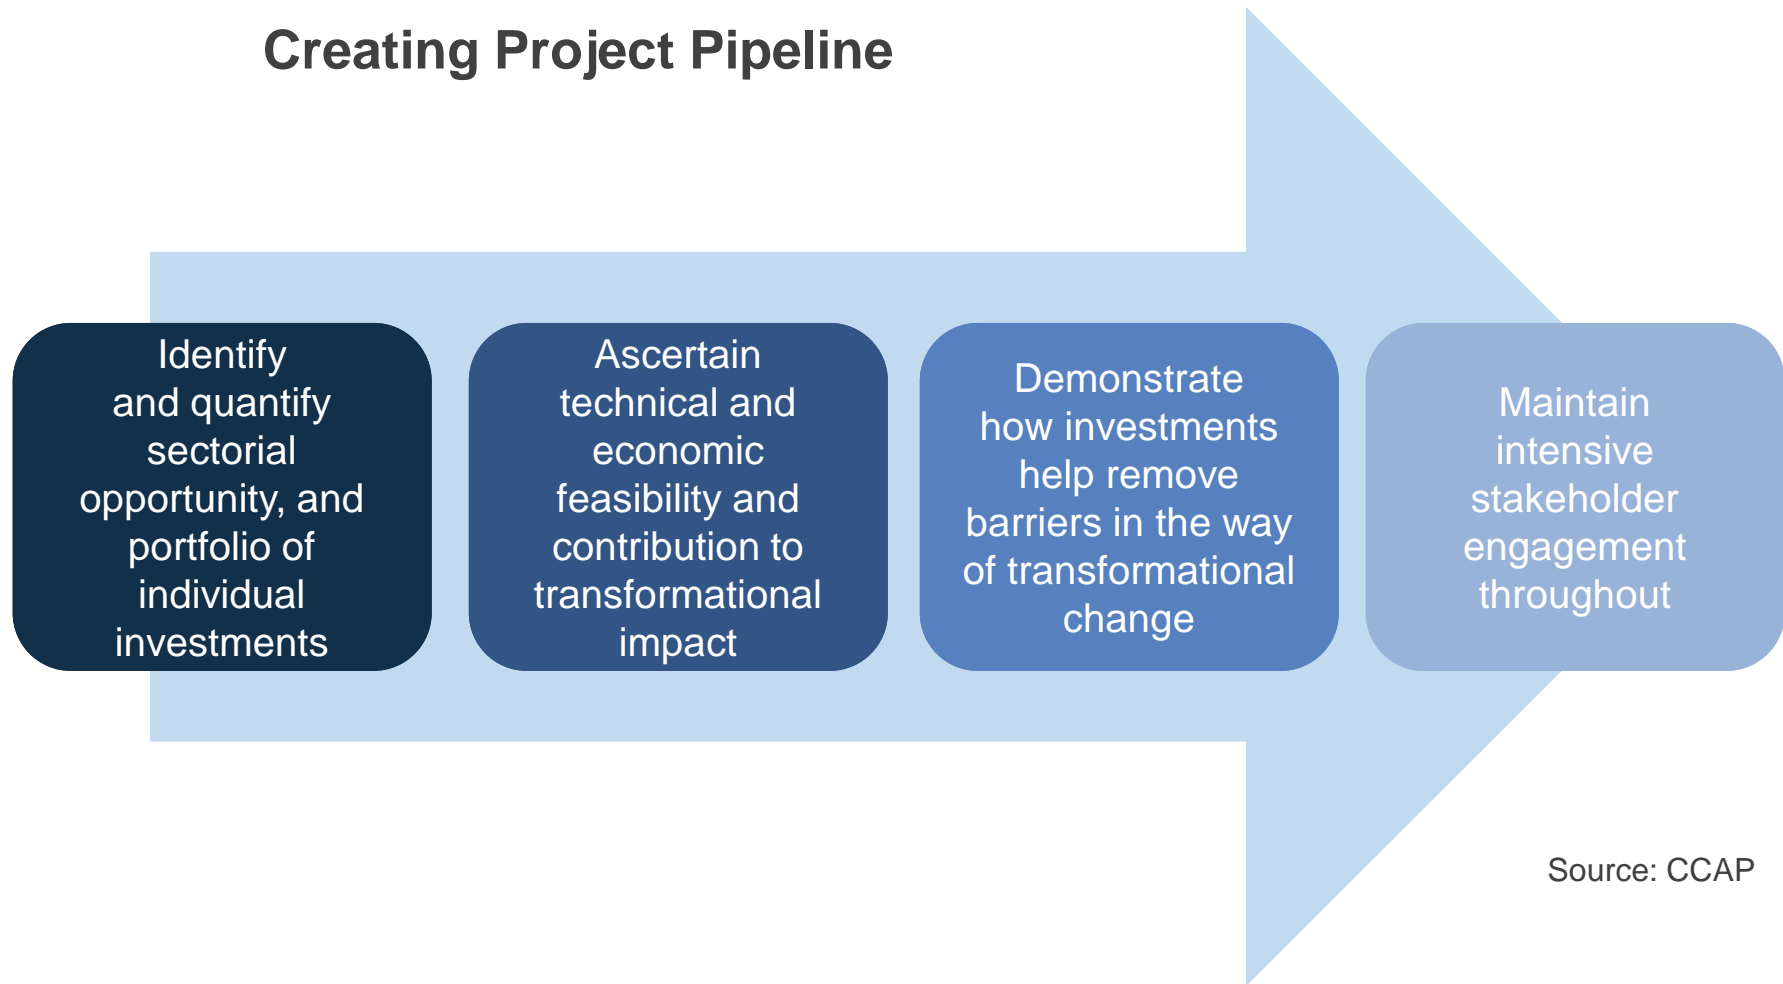 Creating Project Pipeline
Identify
and quantify
sectorial
opportunity, and
portfolio of
individual
investments
Ascertain
technical and
economic
feasibility and
contribution to
transformational
impact
Demonstrate
how investments
help remove
barriers in the way
of transformational
change
Maintain
intensive
stakeholder
engagement
throughout
Source: CCAP